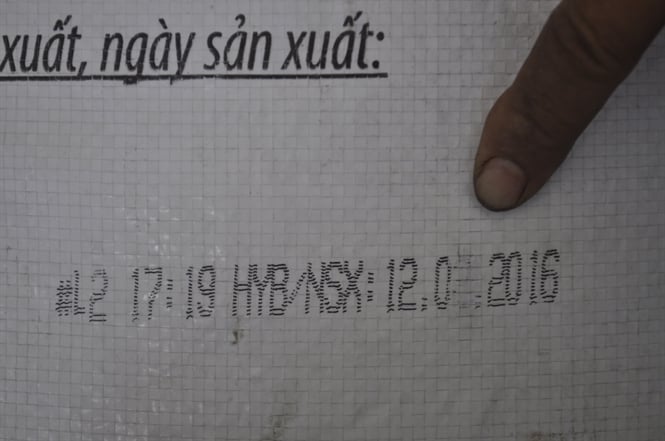 xuất, ngày sản xuất:
L2 17:19 HYB/NSX: 12.0 .2016